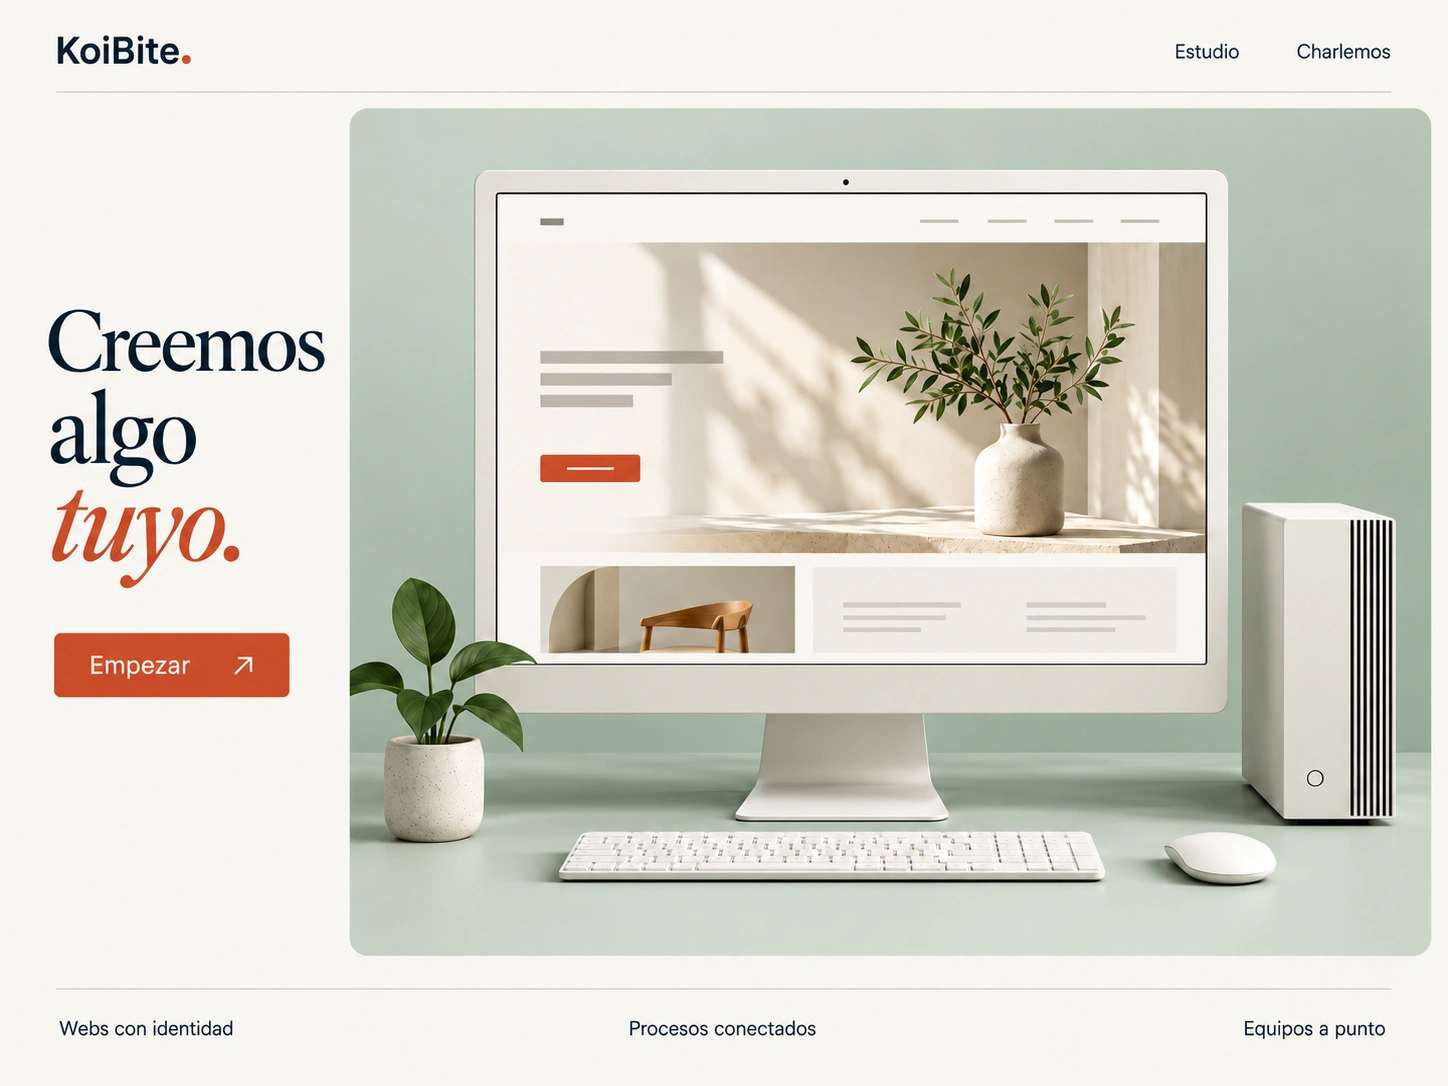 KoiBite.
Estudio
Charlemos
Creemos
algo
tuyo.
Empezar
Webs con identidad
Procesos conectados
Equipos a punto